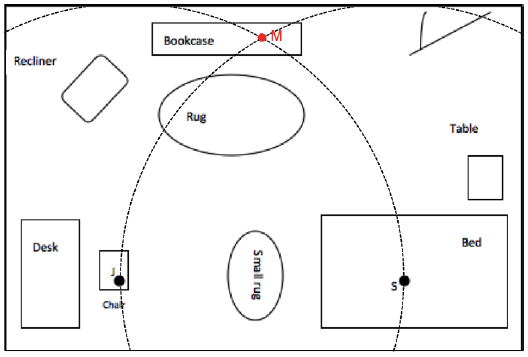 Bookcase
M
Recliner
Rug
Table
Desk
Small rug
Bed
J
S
Chair